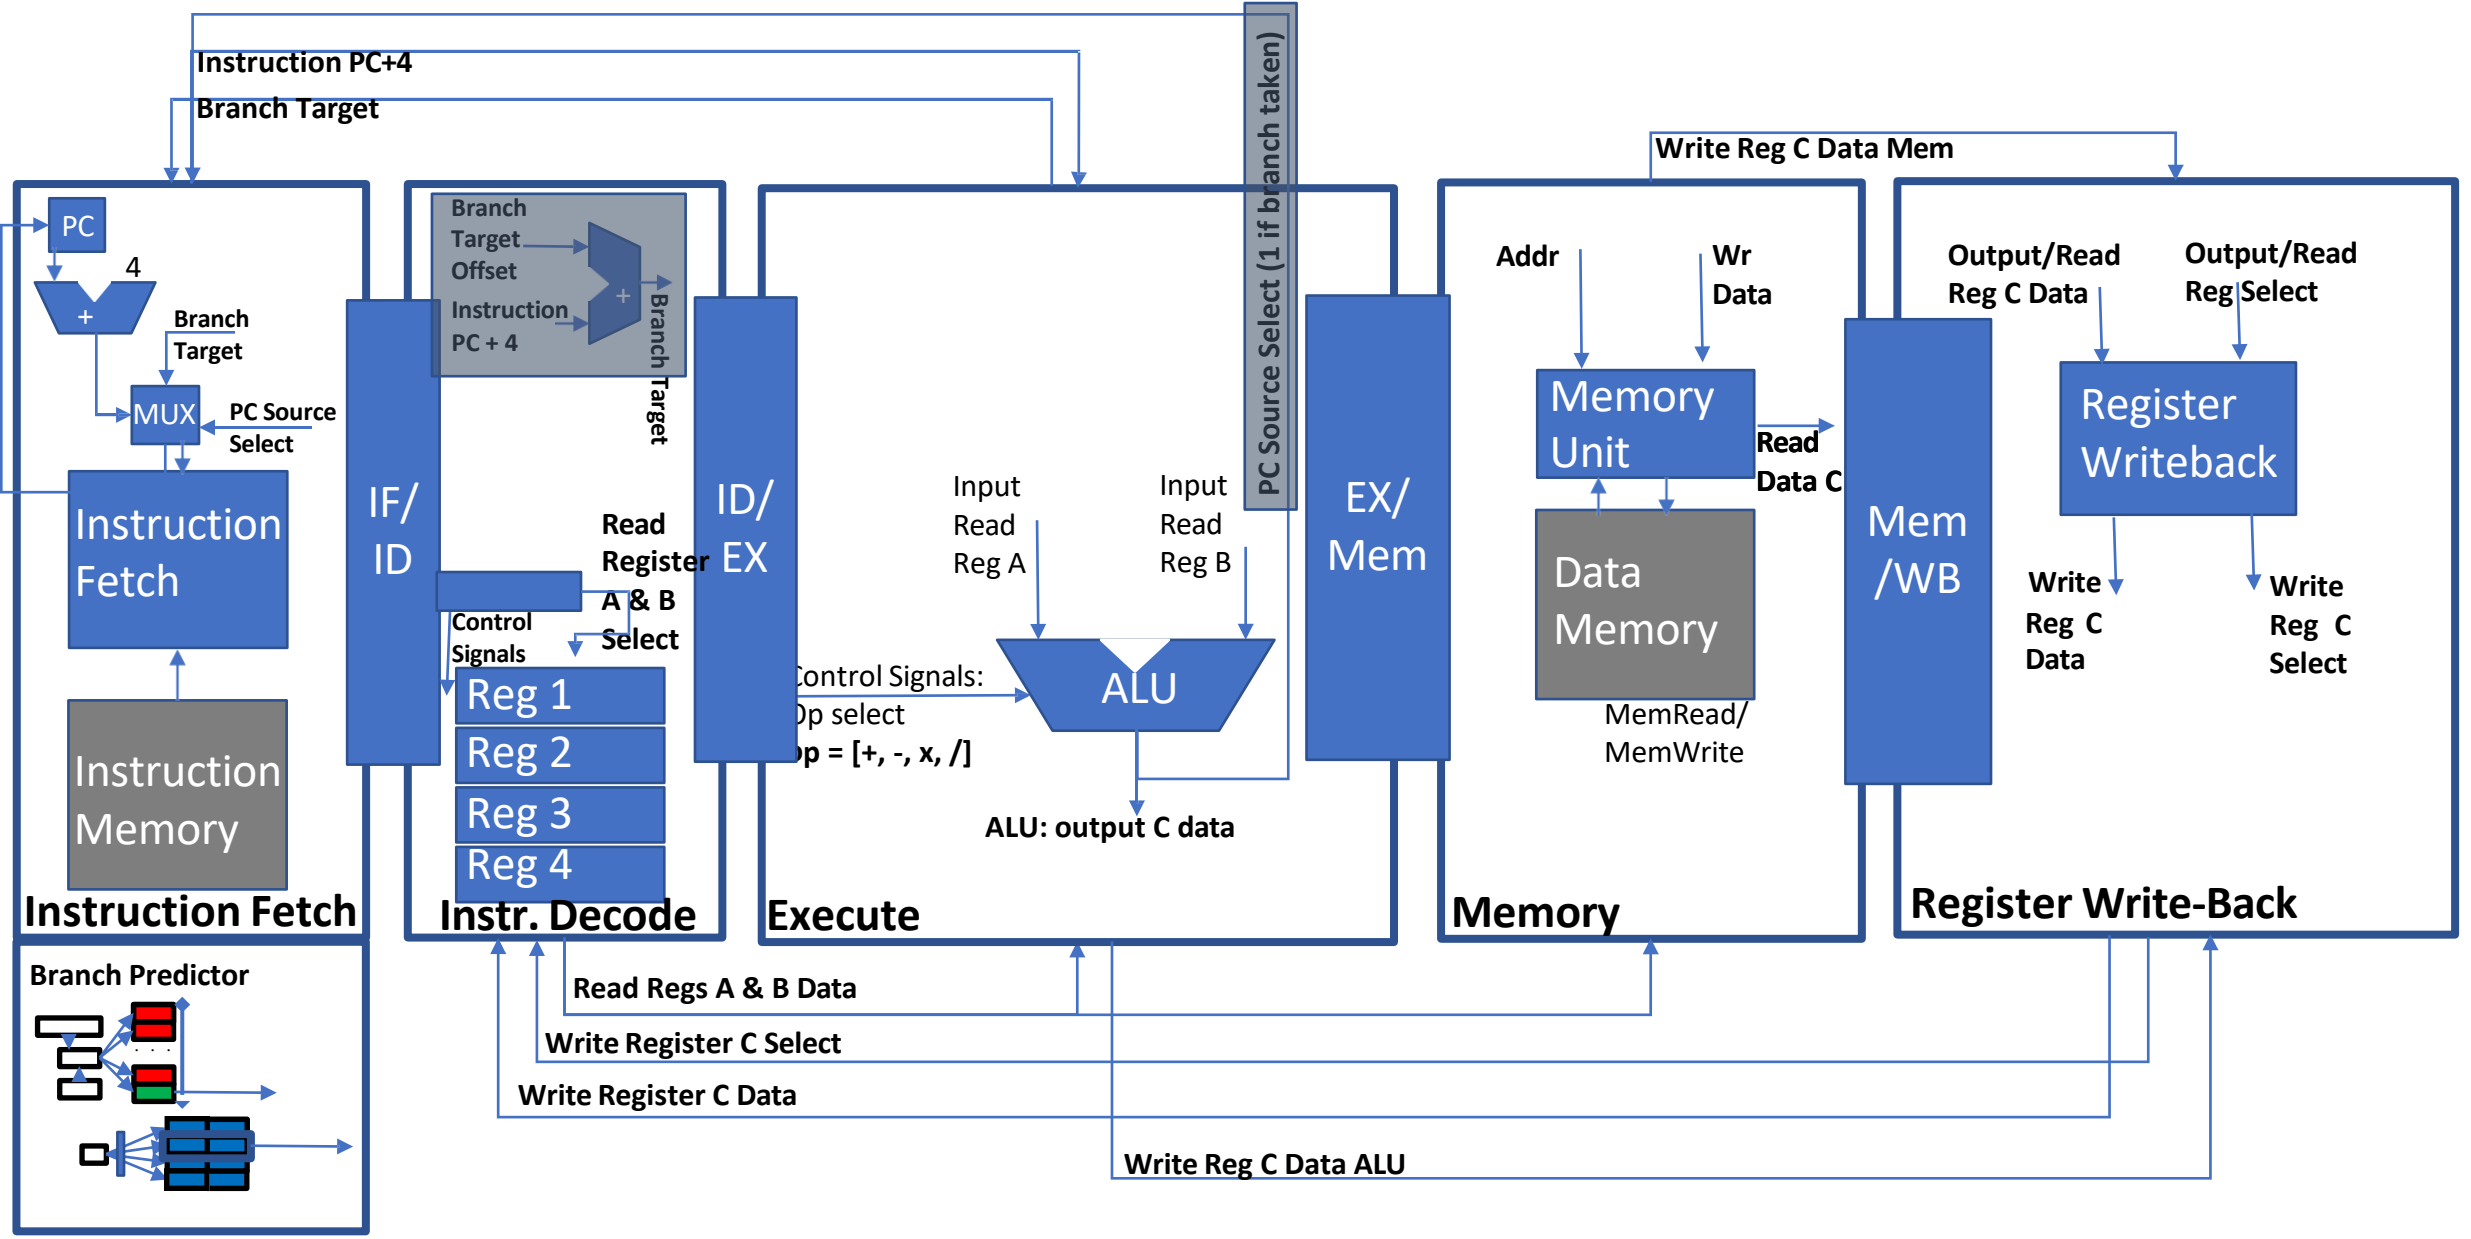 Instruction PC+4
Branch Target
PC Source Select (1 if branch taken)
Write Reg C Data Mem
PC
4
+
Branch
Target
MUX
PC Source
Select
Instruction
Fetch
Instruction
Memory
Instruction Fetch
IF/
ID
Branch
Target
Offset
Instruction
PC + 4
+
Branch Target
Read
Register
A & B
Select
Control
Signals
Reg 1
Reg 2
Reg 3
Reg 4
Instr. Decode
ID/
EX
Input
Read
Reg A
Input
Read
Reg B
Control Signals:
Op select
op = [+, -, x, /]
ALU
ALU: output C data
Execute
EX/
Mem
Addr
Wr
Data
Memory
Unit
Read
Data C
Data
Memory
MemRead/
MemWrite
Memory
Mem
/WB
Output/Read
Reg C Data
Output/Read
Reg Select
Register
Writeback
Write
Reg C
Data
Write
Reg C
Select
Register Write-Back
Branch Predictor
. . .
Read Regs A & B Data
Write Register C Select
Write Register C Data
Write Reg C Data ALU